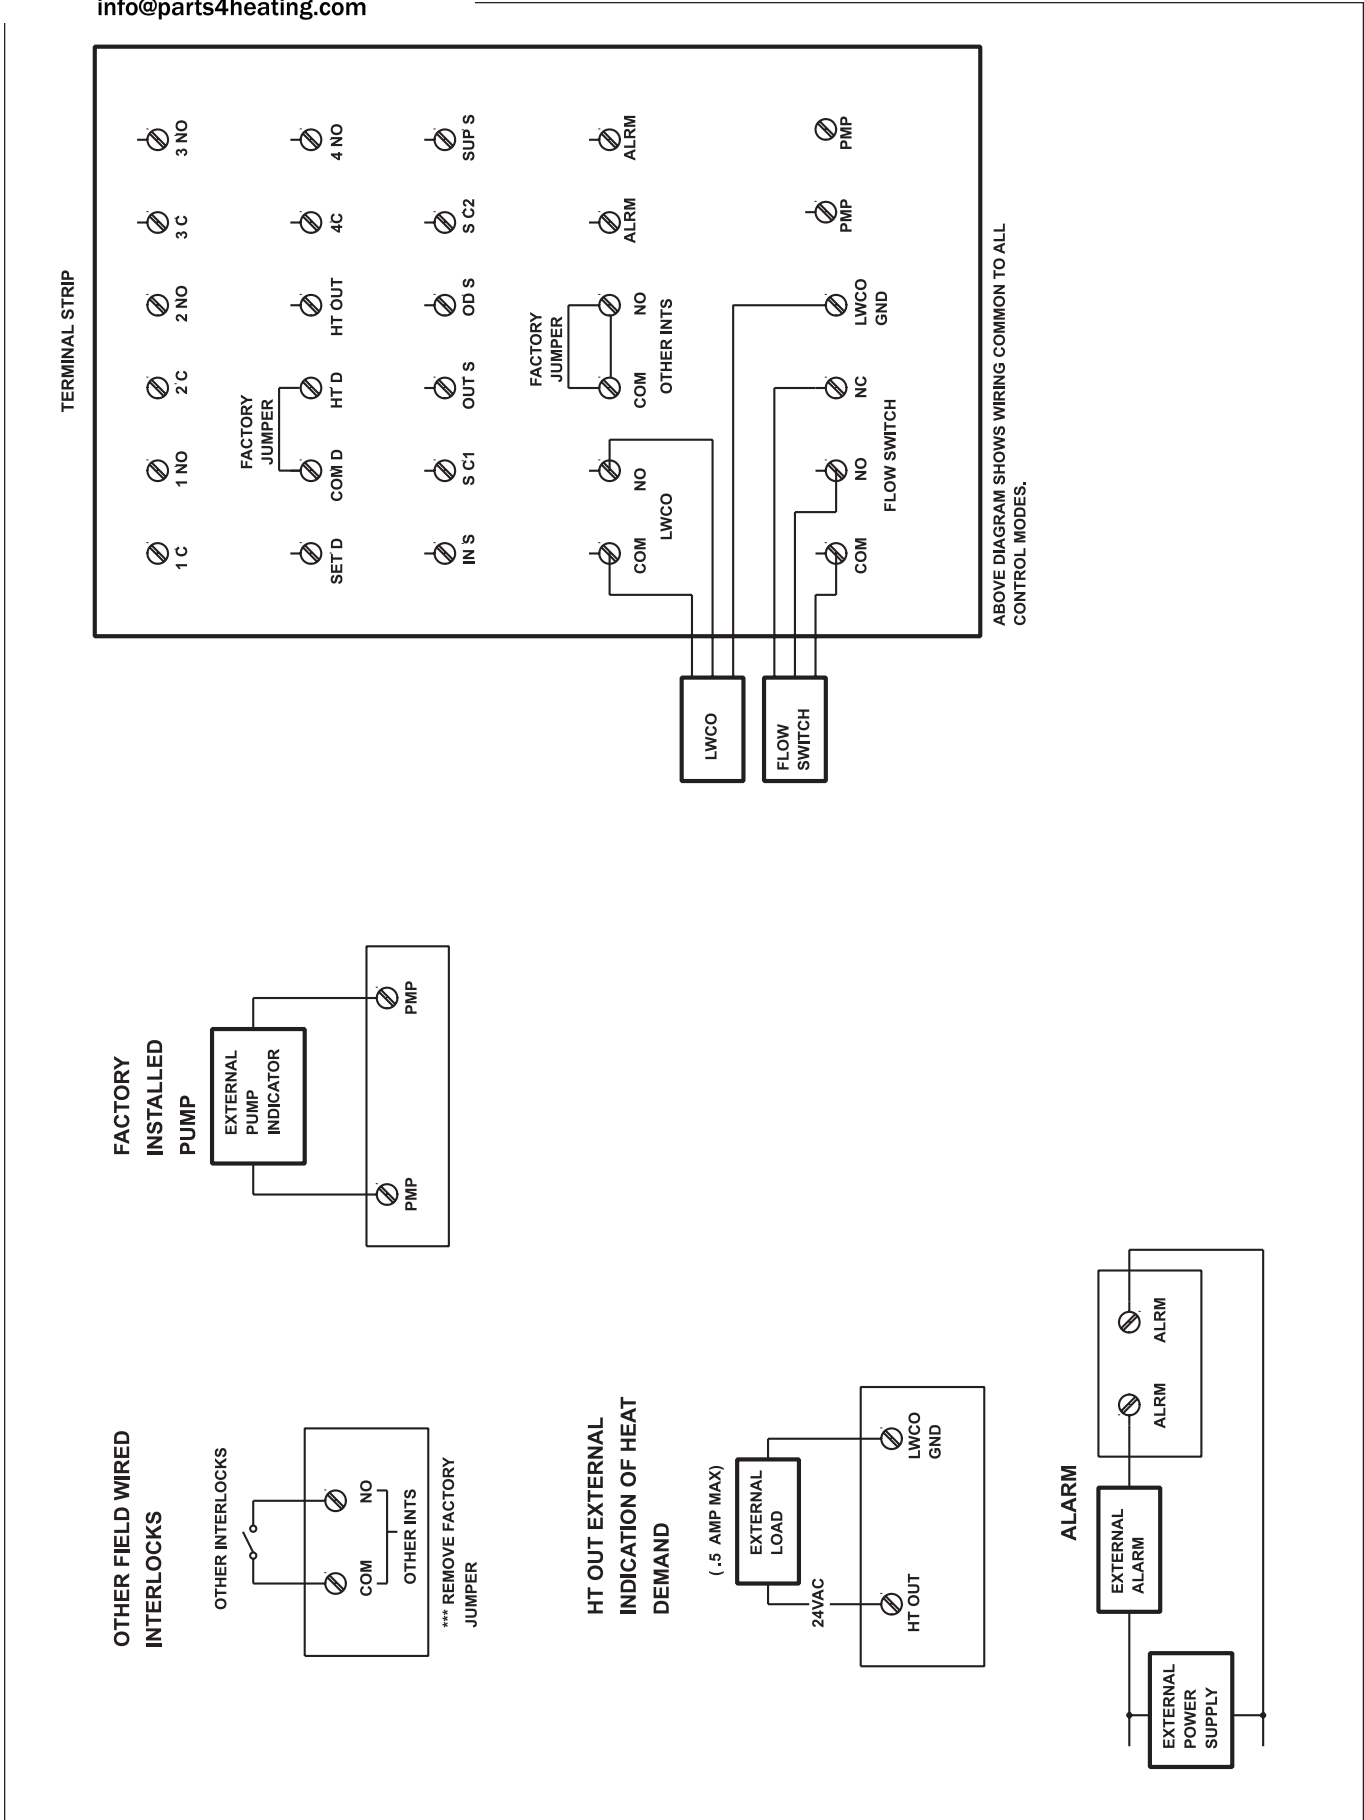 info@parts4heating.com
TERMINAL STRIP
1 C
1 NO
2 C
2 NO
3 C
3 NO
FACTORY
JUMPER
SET D
COM D
HT D
HT OUT
4C
4 NO
IN S
S C1
OUT S
OD S
S C2
SUP S
FACTORY
JUMPER
COM
NO
COM
NO
ALRM
ALRM
LWCO
OTHER INTS
COM
NO
NC
LWCO
GND
PMP
PMP
FLOW SWITCH
LWCO
FLOW
SWITCH
ABOVE DIAGRAM SHOWS WIRING COMMON TO ALL
CONTROL MODES.
FACTORY
INSTALLED
PUMP
EXTERNAL
PUMP
INDICATOR
PMP
PMP
OTHER FIELD WIRED
INTERLOCKS
OTHER INTERLOCKS
COM
NO
OTHER INTS
*** REMOVE FACTORY
JUMPER
HT OUT EXTERNAL
INDICATION OF HEAT
DEMAND
( .5 AMP MAX)
EXTERNAL
LOAD
24VAC
HT OUT
LWCO
GND
ALARM
EXTERNAL
ALARM
ALRM
ALRM
EXTERNAL
POWER
SUPPLY